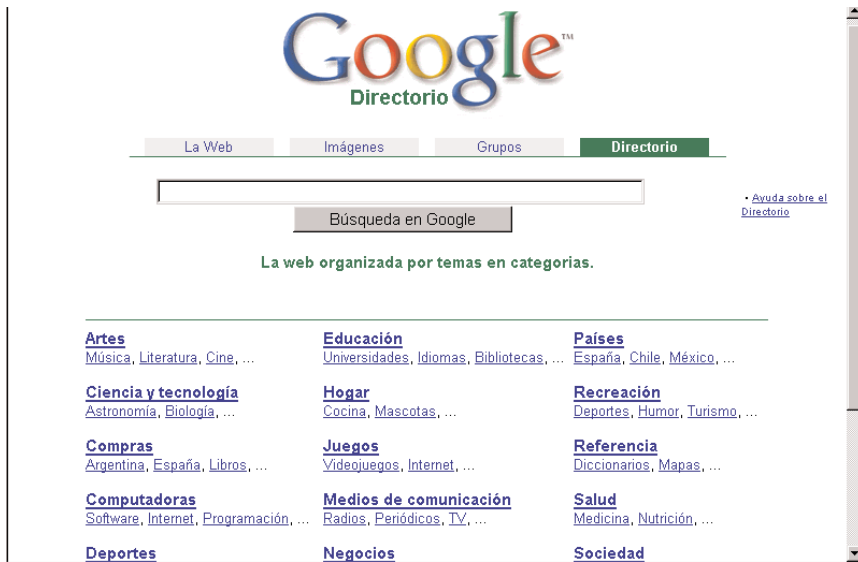 Google™
Directorio
La Web Imágenes Grupos Directorio
• Ayuda sobre el
Directorio
Búsqueda en Google
La web organizada por temas en categorias.
Artes
Música, Literatura, Cine, ...
Educación
Universidades, Idiomas, Bibliotecas, ...
Países
España, Chile, México, ...
Ciencia y tecnología
Astronomía, Biología, ...
Hogar
Cocina, Mascotas, ...
Recreación
Deportes, Humor, Turismo, ...
Compras
Argentina, España, Libros, ...
Juegos
Videojuegos, Internet, ...
Referencia
Diccionarios, Mapas, ...
Computadoras
Software, Internet, Programación, ...
Medios de comunicación
Radios, Periódicos, TV, ...
Salud
Medicina, Nutrición, ...
Deportes
Negocios
Sociedad